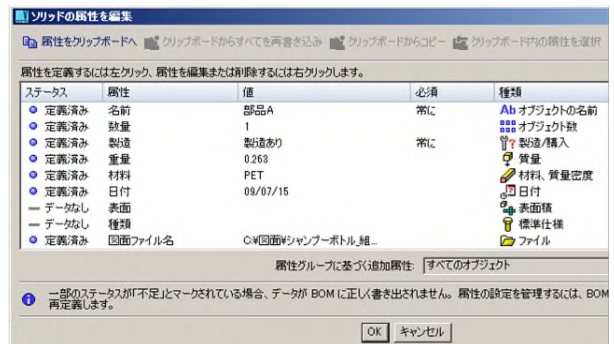 ソリッドの属性を編集
属性をクリップボードへ クリップボードからすべてを再書き込み クリップボードからコピー クリップボード内の属性を選択
属性を定義するには左クリック、属性を編集または削除するには右クリックします。
ステータス 属性 値 必須 種類
定義済み 名前 部品A 常に Ab オブジェクトの名前
定義済み 数量 1 オブジェクト数
定義済み 製造 製造あり 常に 製造/購入
定義済み 重量 0.263 質量
定義済み 材料 PET 材料、質量密度
定義済み 日付 09/07/15 日付
データなし 表面 表面積
データなし 種類 標準仕様
定義済み 図面ファイル名 C:¥図面¥シャンプーボトル_組... ファイル
属性グループに基づく追加属性: すべてのオブジェクト
一部のステータスが「不足」とマークされている場合、データが BOM に正しく書き出されません。属性の設定を管理するには、BOM
再定義します。
OK キャンセル